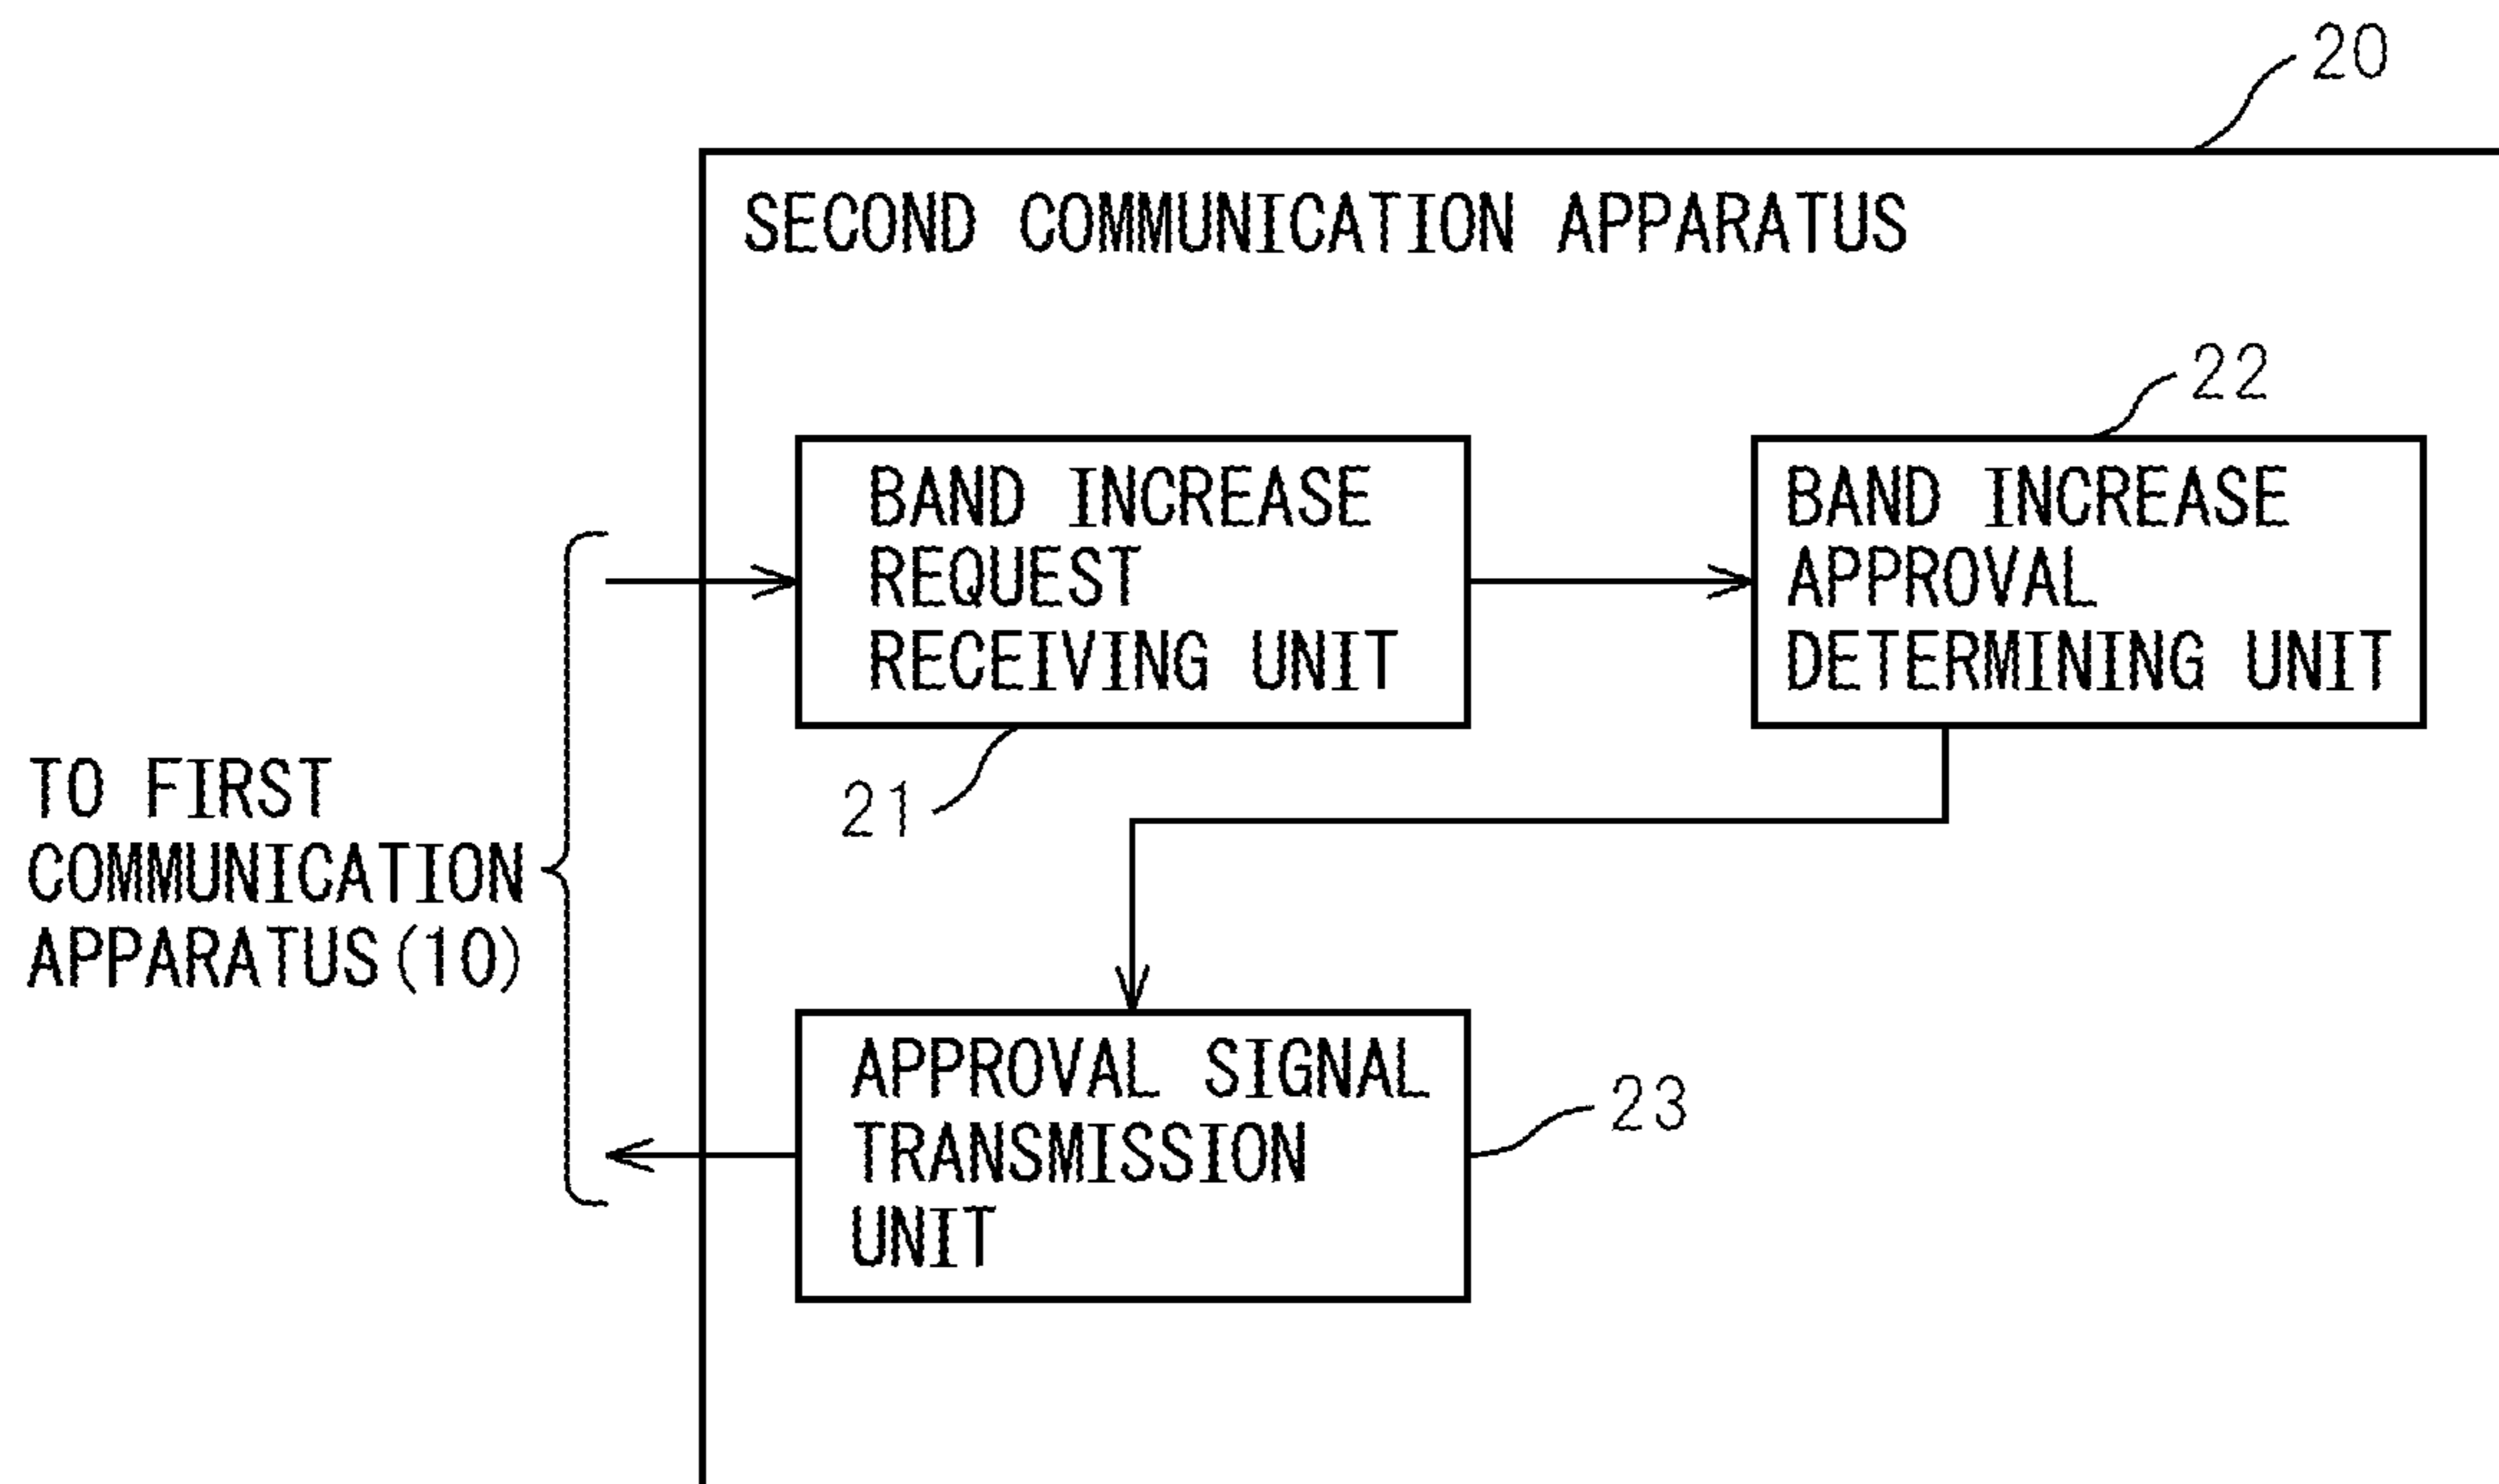 20
SECOND COMMUNICATION APPARATUS
22
BAND INCREASE
REQUEST
RECEIVING UNIT
BAND INCREASE
APPROVAL
DETERMINING UNIT
21
TO FIRST
COMMUNICATION
APPARATUS(10)
APPROVAL SIGNAL
TRANSMISSION
UNIT
23